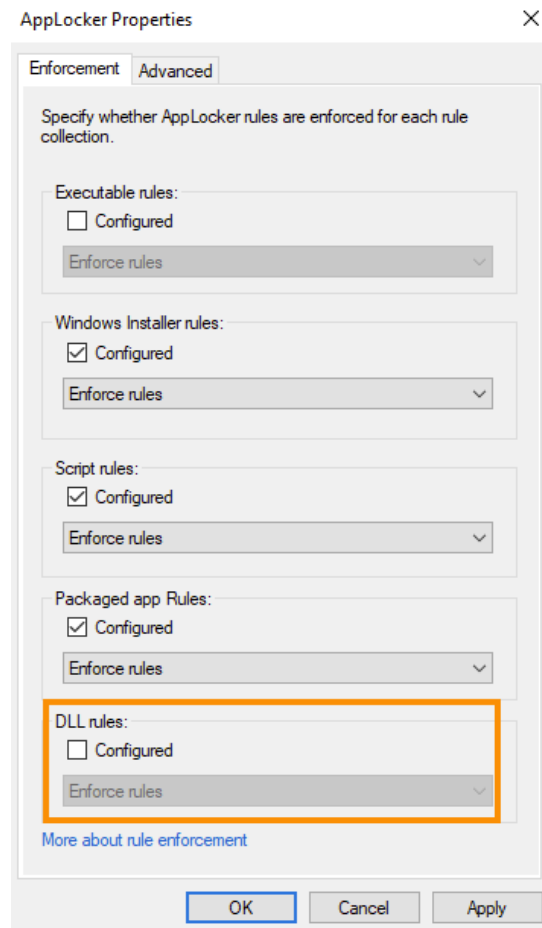 AppLocker Properties
Enforcement
Advanced
Specify whether AppLocker rules are enforced for each rule
collection.
Executable rules:
Configured
Enforce rules
Windows Installer rules:
Configured
Enforce rules
Script rules:
Configured
Enforce rules
Packaged app Rules:
Configured
Enforce rules
DLL rules:
Configured
Enforce rules
More about rule enforcement
OK
Cancel
Apply